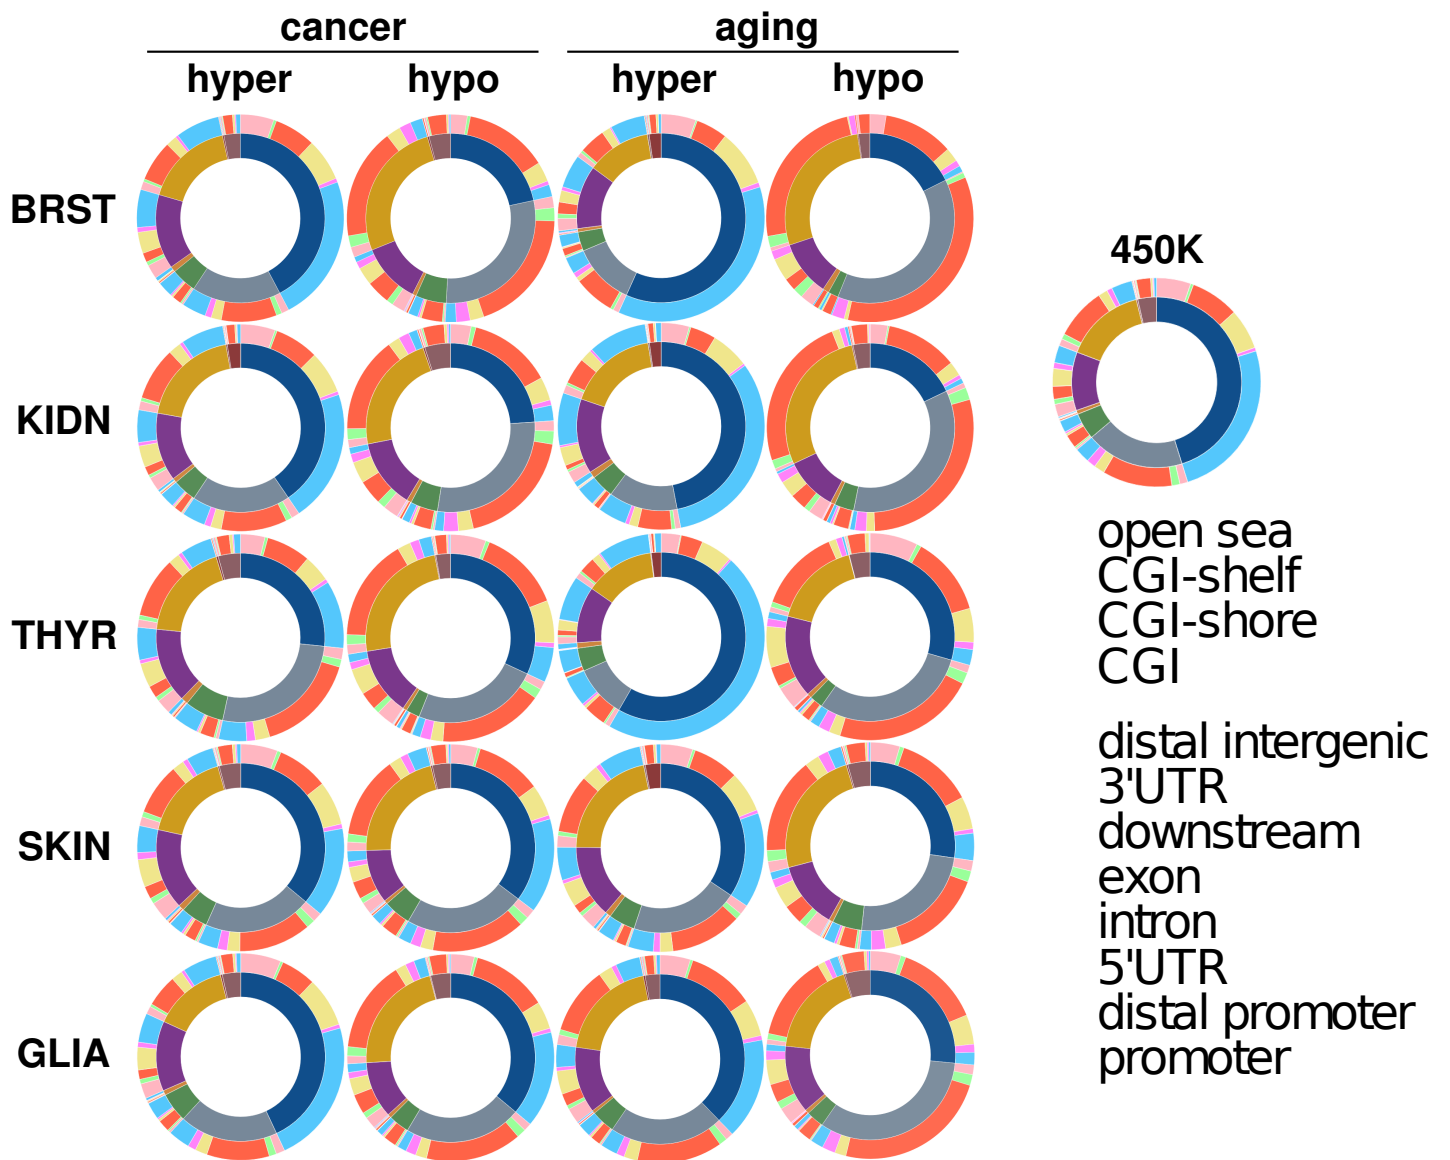 cancer aging
hyper hypo hyper hypo
BRST
450K
KIDN
open sea
CGI-shelf
THYR
CGI-shore
CGI
distal intergenic
3'UTR
downstream
SKIN
exon
intron
5'UTR
distal promoter
GLIA
promoter